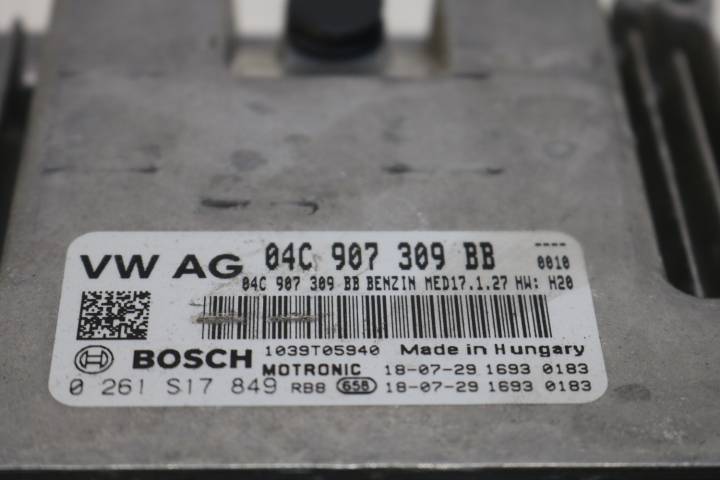 VW AG 04C 907 309 BB ----
0010
04C 907 309 BB BENZIN MED17.1.27 HW: H20
BOSCH 1039T05940 Made in Hungary
MOTRONIC 18-07-29 1693 0183
0 261 S17 849 RB8 658 18-07-29 1693 0183